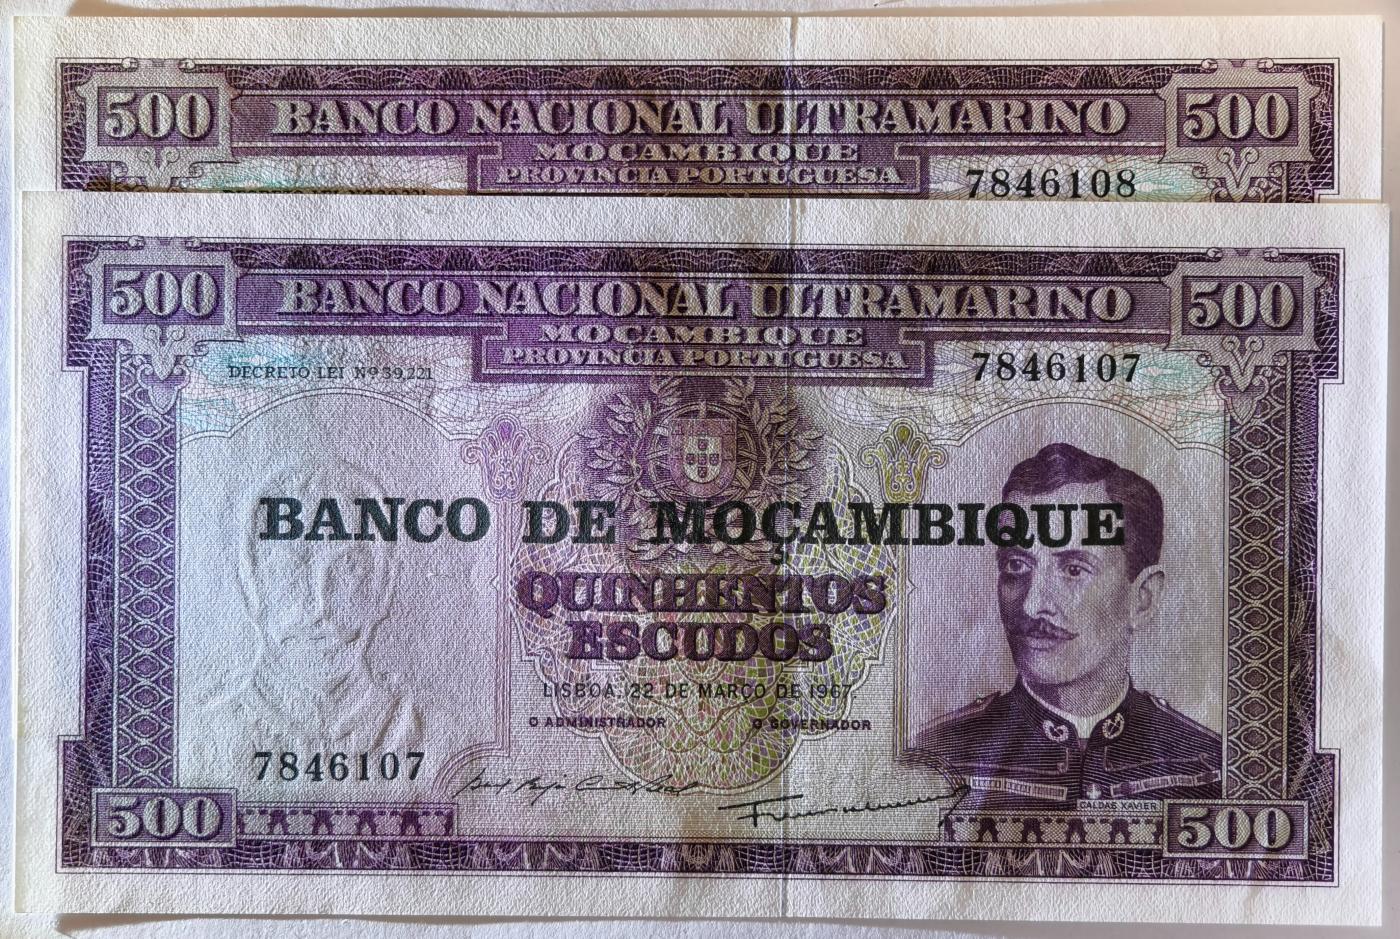 500 BANCO NACIONAL ULTRAMARINO 500
MOÇAMBIQUE
PROVINCIA PORTUGUESA
7846108
500 BANCO NACIONAL ULTRAMARINO 500
MOÇAMBIQUE
PROVINCIA PORTUGUESA
DECRETO-LEI Nº 39,221
7846107
BANCO DE MOÇAMBIQUE
QUINHENTOS
ESCUDOS
LISBOA, 22 DE MARÇO DE 1967
O ADMINISTRADOR O GOVERNADOR
7846107
CALDAS XAVIER
500 500